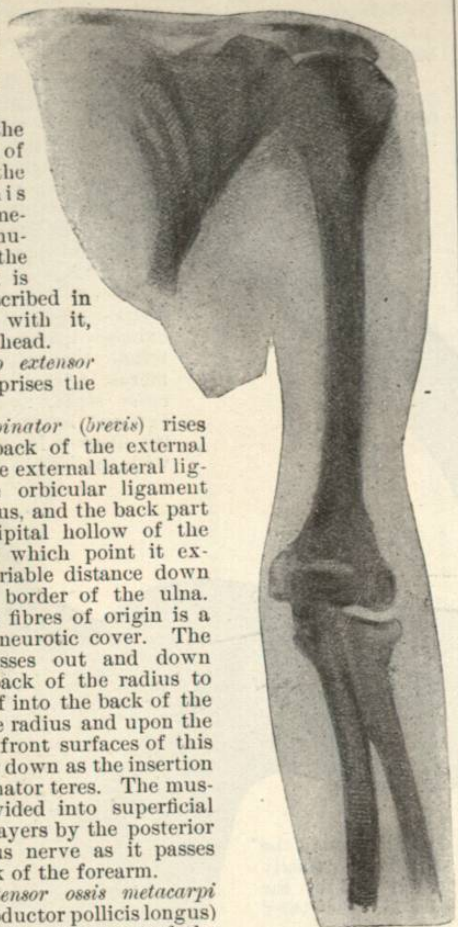 the
of
the
is
ne-
nu-
the
is
cribed in
with it,
head.
o extensor
prises the
pinator (brevis) rises
back of the external
e external lateral lig-
orbicular ligament
us, and the back part
ipital hollow of the
which point it ex-
riable distance down
border of the ulna.
fibres of origin is a
neurotic cover. The
sses out and down
back of the radius to
f into the back of the
e radius and upon the
front surfaces of this
down as the insertion
nator teres. The mus-
vided into superficial
ayers by the posterior
us nerve as it passes
k of the forearm.
tensor ossis metacarpi
ductor pollicis longus)